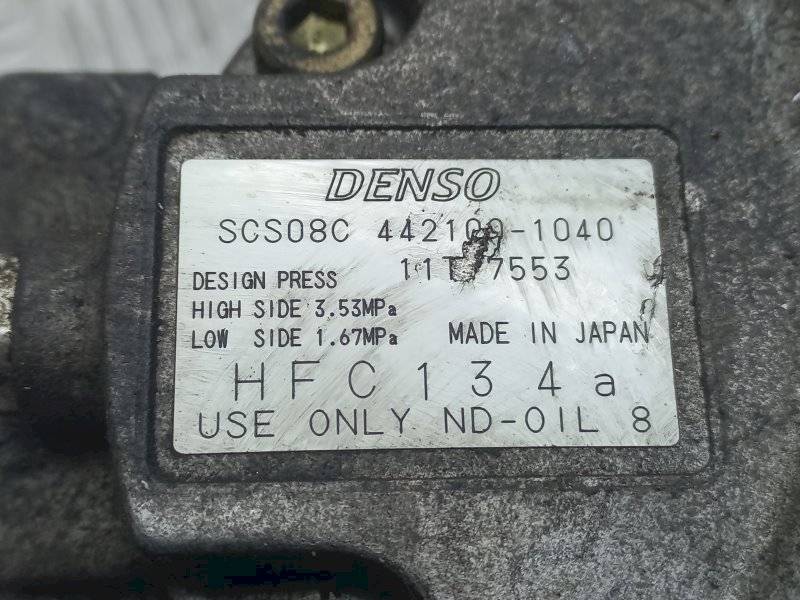 DENSO
SCS08C 442109-1040
DESIGN PRESS 11T 7553
HIGH SIDE 3.53MPa
LOW SIDE 1.67MPa MADE IN JAPAN
HFC134a
USE ONLY ND-OIL 8